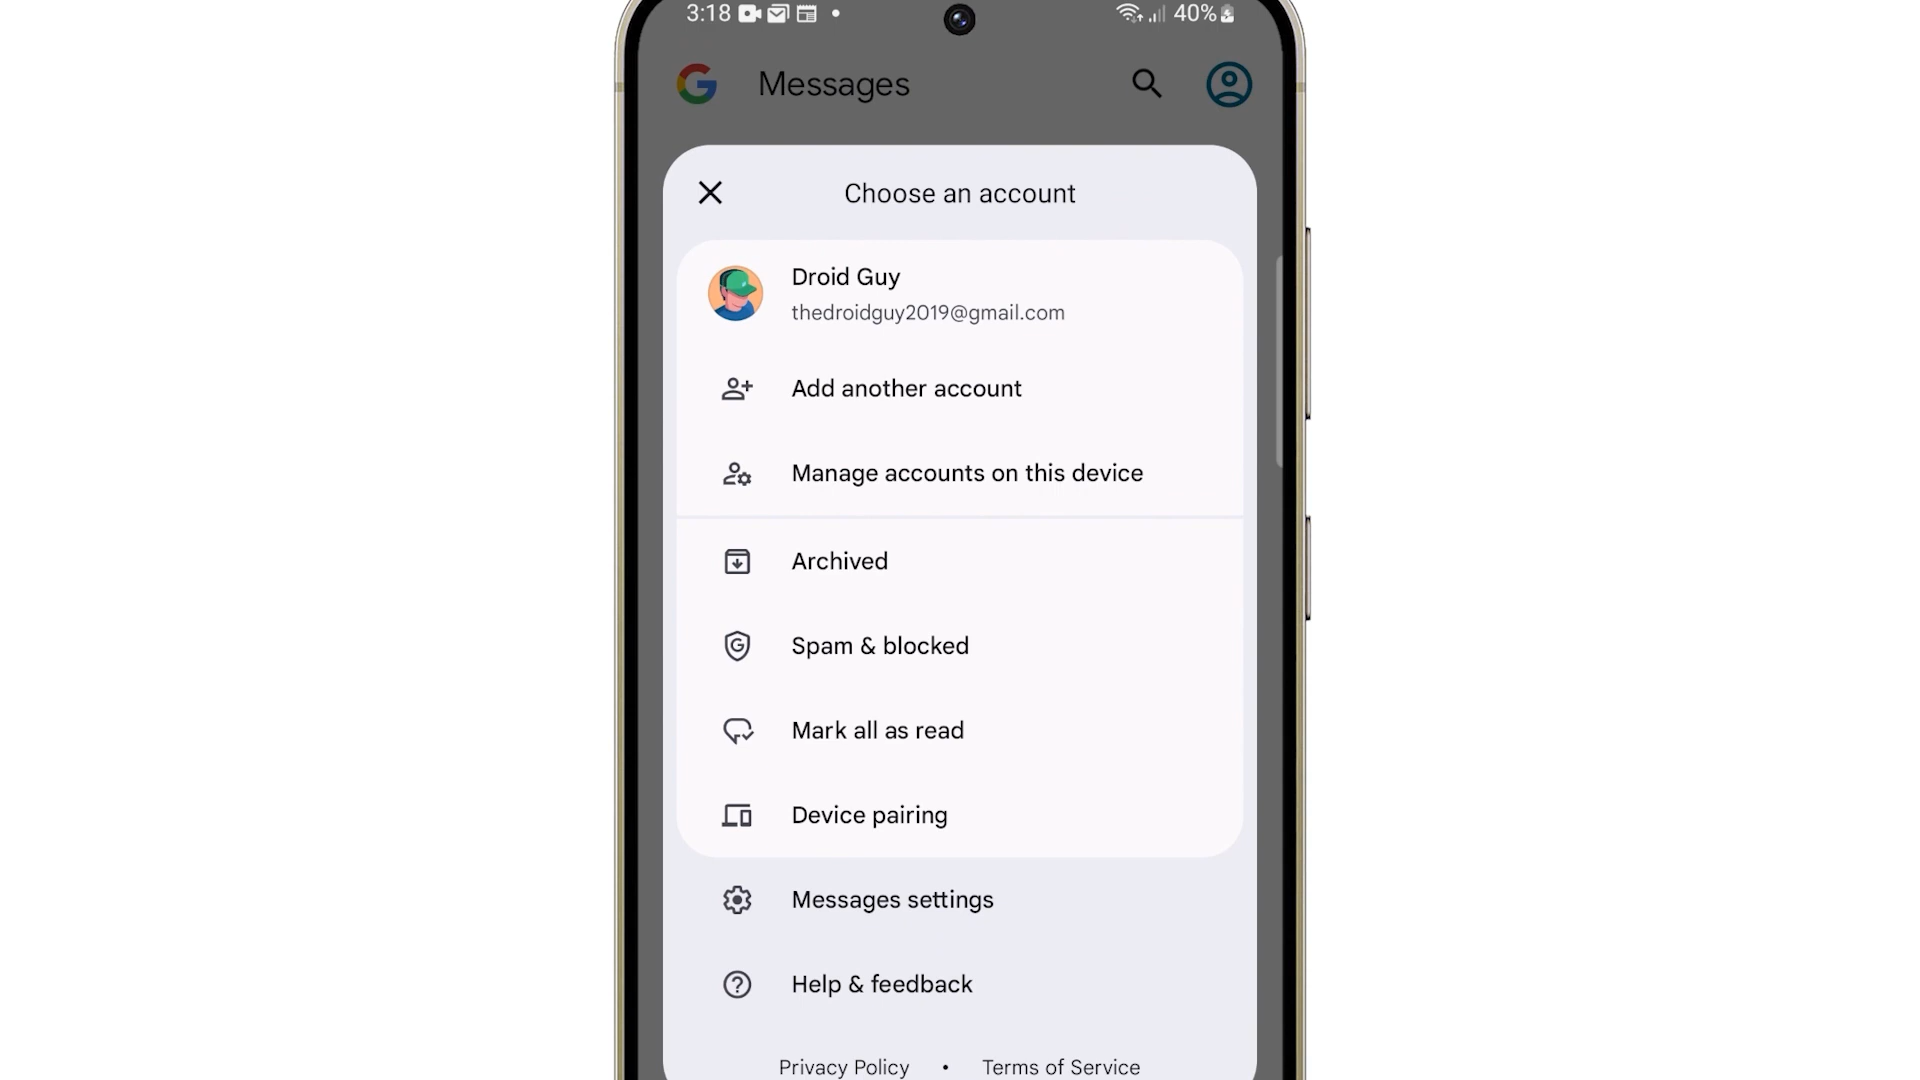 3:18
40%
Messages
Choose an account
Droid Guy
thedroidguy2019@gmail.com
Add another account
Manage accounts on this device
Archived
Spam & blocked
Mark all as read
Device pairing
Messages settings
Help & feedback
Privacy Policy • Terms of Service